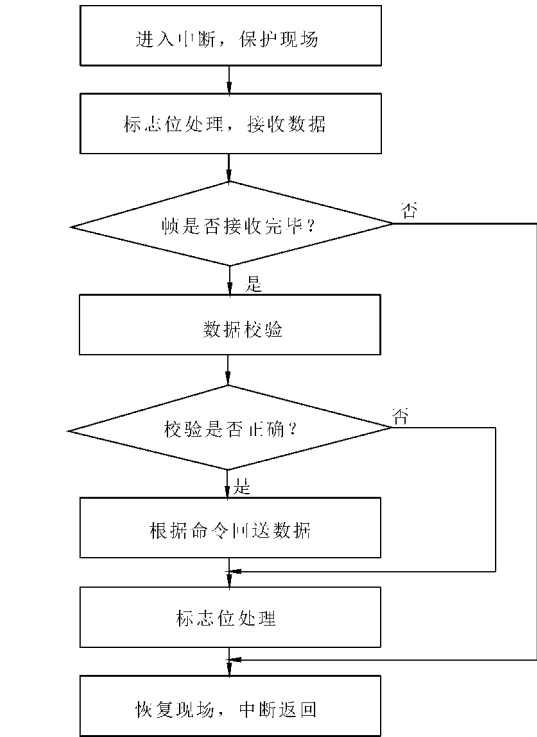 进入中断，保护现场
标志位处理，接收数据
帧是否接收完毕？
否
是
数据校验
校验是否正确？
否
是
根据命令回送数据
标志位处理
恢复现场，中断返回